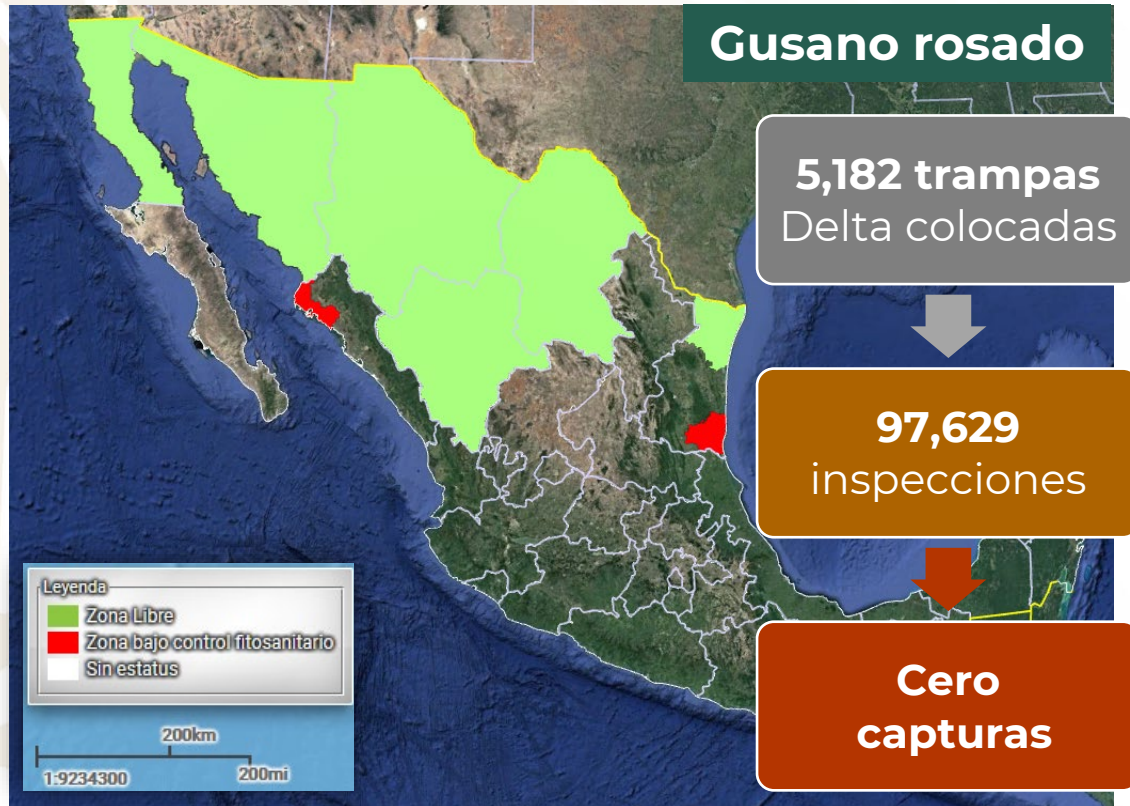 Gusano rosado
5,182 trampas
Delta colocadas
97,629
inspecciones
Cero
capturas
Leyenda
Zona Libre
Zona bajo control fitosanitario
Sin estatus
200km
200mi
1:9234300